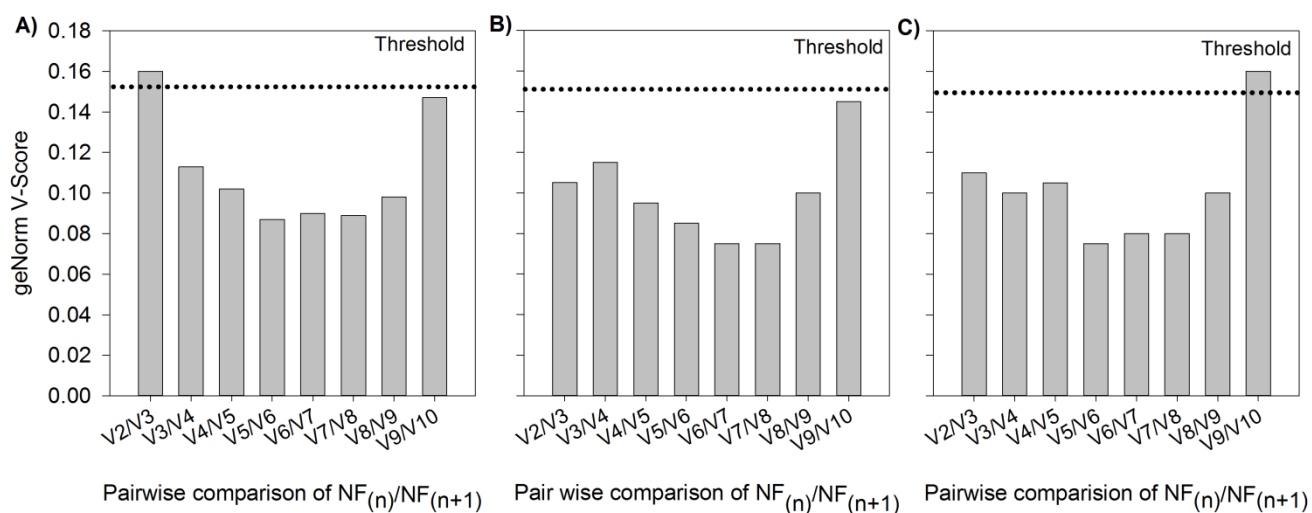 A)
B)
C)
Threshold
Threshold
Threshold
geNorm V-Score
0.18
0.16
0.14
0.12
0.10
0.08
0.06
0.04
0.02
0.00
V2/V3
V3/V4
V4/V5
V5/V6
V6/V7
V7/V8
V8/V9
V9/V10
V2/V3
V3/V4
V4/V5
V5/V6
V6/V7
V7/V8
V8/V9
V9/V10
V2/V3
V3/V4
V4/V5
V5/V6
V6/V7
V7/V8
V8/V9
V9/V10
Pairwise comparison of NF(n)/NF(n+1)
Pair wise comparison of NF(n)/NF(n+1)
Pairwise comparision of NF(n)/NF(n+1)